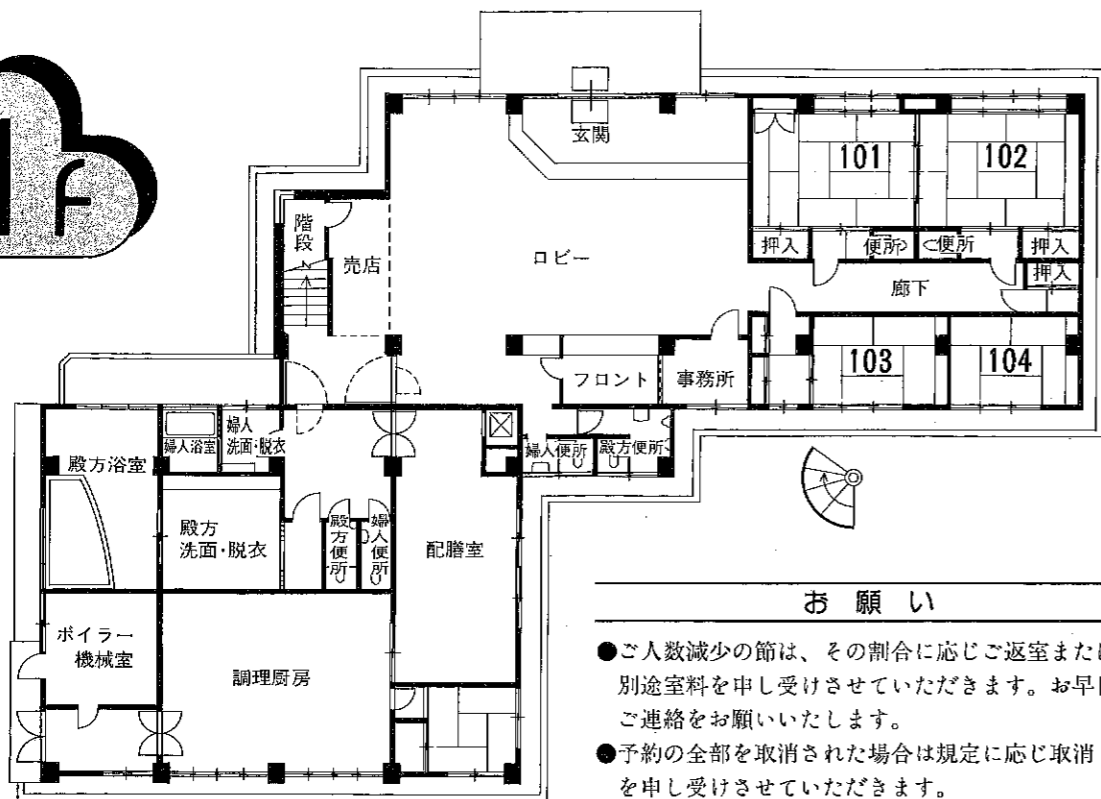 1f
玄関
101
102
階段
売店
ロビー
押入
便所
便所
押入
押入
廊下
フロント
事務所
103
104
殿方浴室
婦人浴室
婦人
洗面・脱衣
婦人便所
殿方便所
殿方
洗面・脱衣
殿方便所
婦人便所
配膳室
ボイラー
機械室
調理厨房
お願い
●ご人数減少の節は、その割合に応じご返室また
別途室料を申し受けさせていただきます。お早
ご連絡をお願いいたします。
●予約の全部を取消された場合は規定に応じ取消
を申し受けさせていただきます。